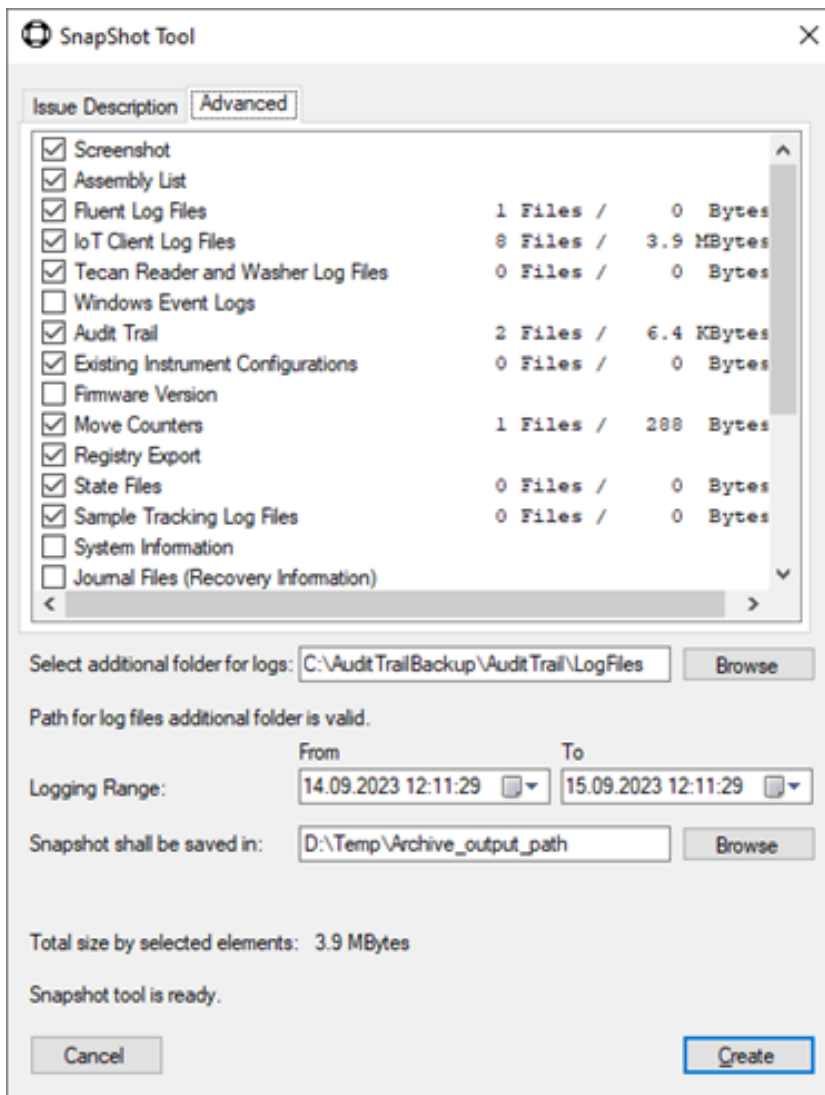 SnapShot Tool
Issue Description Advanced
Screenshot
Assembly List
Fluent Log Files 1 Files / 0 Bytes
IoT Client Log Files 8 Files / 3.9 MBytes
Tecan Reader and Washer Log Files 0 Files / 0 Bytes
Windows Event Logs
Audit Trail 2 Files / 6.4 KBytes
Existing Instrument Configurations 0 Files / 0 Bytes
Firmware Version
Move Counters 1 Files / 288 Bytes
Registry Export
State Files 0 Files / 0 Bytes
Sample Tracking Log Files 0 Files / 0 Bytes
System Information
Journal Files (Recovery Information)
Select additional folder for logs: C:\AuditTrailBackup\AuditTrail\LogFiles Browse
Path for log files additional folder is valid.
From To
Logging Range: 14.09.2023 12:11:29 15.09.2023 12:11:29
Snapshot shall be saved in: D:\Temp\Archive_output_path Browse
Total size by selected elements: 3.9 MBytes
Snapshot tool is ready.
Cancel Create